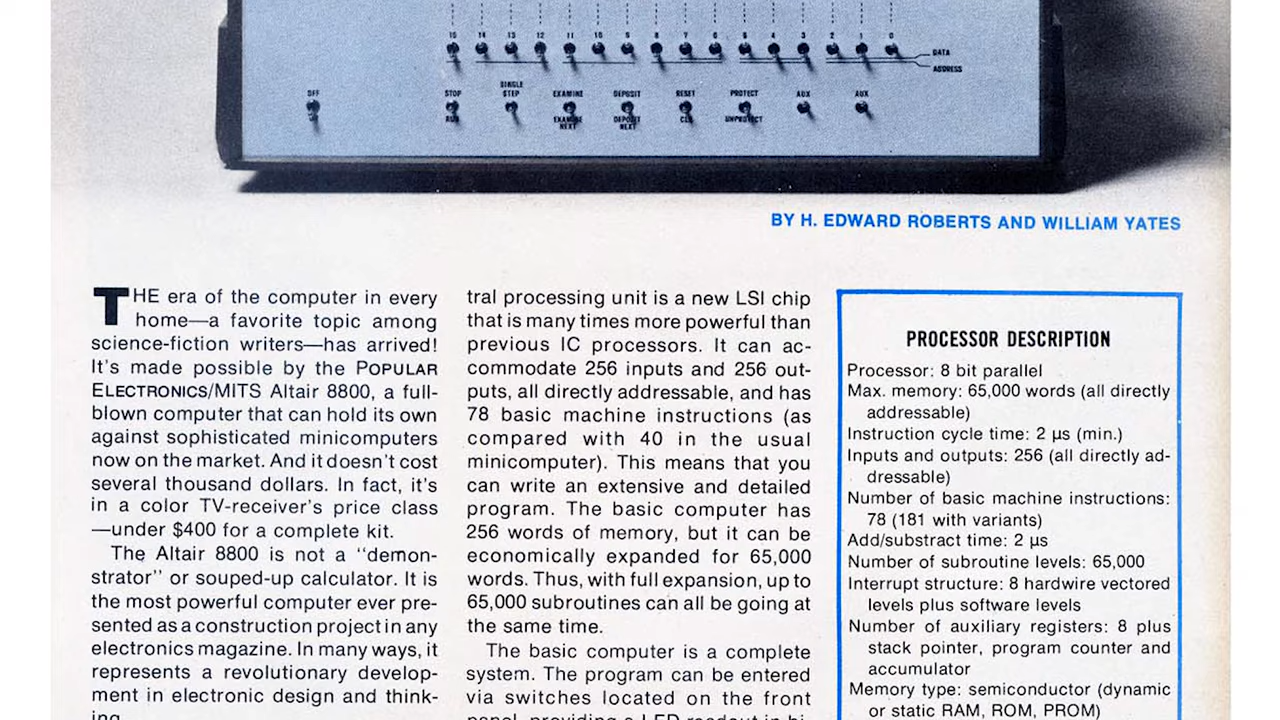 15 14 13 12 11 10 9 8 7 6 5 4 3 2 1 0
DATA
ADDRESS
OFF
STOP
RUN
SINGLE
STEP
EXAMINE
EXAMINE
NEXT
DEPOSIT
DEPOSIT
NEXT
RESET
CLR
PROTECT
UNPROTECT
AUX
AUX
BY H. EDWARD ROBERTS AND WILLIAM YATES
THE era of the computer in every
home—a favorite topic among
science-fiction writers—has arrived!
It's made possible by the POPULAR
ELECTRONICS/MITS Altair 8800, a full-
blown computer that can hold its own
against sophisticated minicomputers
now on the market. And it doesn't cost
several thousand dollars. In fact, it's
in a color TV-receiver's price class
—under $400 for a complete kit.
The Altair 8800 is not a "demon-
strator" or souped-up calculator. It is
the most powerful computer ever pre-
sented as a construction project in any
electronics magazine. In many ways, it
represents a revolutionary develop-
ment in electronic design and think-
ing.
tral processing unit is a new LSI chip
that is many times more powerful than
previous IC processors. It can ac-
commodate 256 inputs and 256 out-
puts, all directly addressable, and has
78 basic machine instructions (as
compared with 40 in the usual
minicomputer). This means that you
can write an extensive and detailed
program. The basic computer has
256 words of memory, but it can be
economically expanded for 65,000
words. Thus, with full expansion, up to
65,000 subroutines can all be going at
the same time.
The basic computer is a complete
system. The program can be entered
via switches located on the front
panel, providing a LED readout in bi-
PROCESSOR DESCRIPTION
Processor: 8 bit parallel
Max. memory: 65,000 words (all directly
addressable)
Instruction cycle time: 2 μs (min.)
Inputs and outputs: 256 (all directly ad-
dressable)
Number of basic machine instructions:
78 (181 with variants)
Add/substract time: 2 μs
Number of subroutine levels: 65,000
Interrupt structure: 8 hardwire vectored
levels plus software levels
Number of auxiliary registers: 8 plus
stack pointer, program counter and
accumulator
Memory type: semiconductor (dynamic
or static RAM, ROM, PROM)